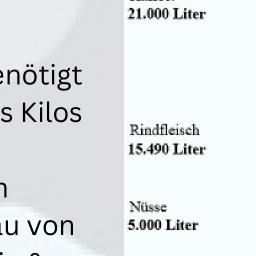 21.000 Liter
enötigt
s Kilos
Rindfleisch
15.490 Liter
n
au von
Nüsse
5.000 Liter